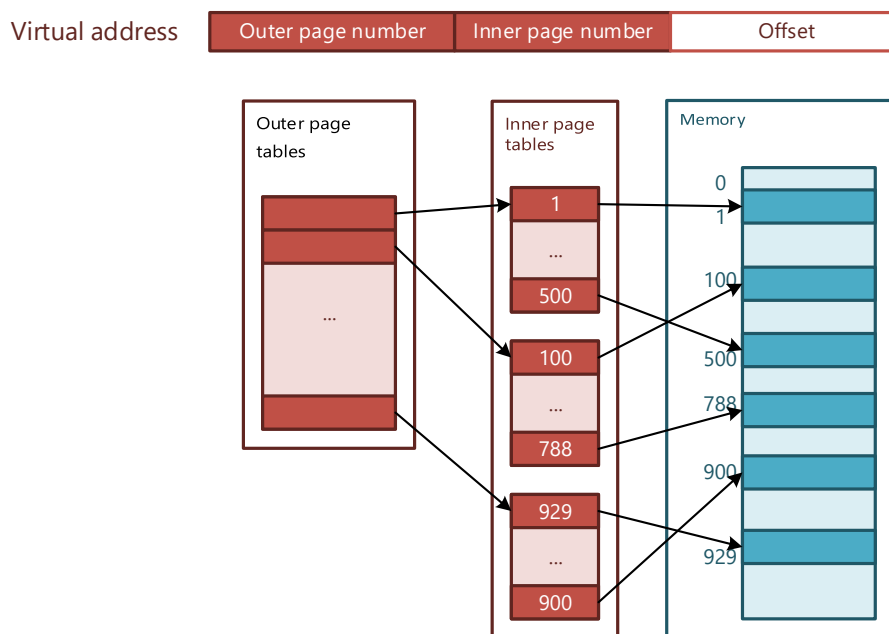 Virtual address
Outer page number
Inner page number
Offset
Outer page
tables
...
Inner page
tables
1
...
500
100
...
788
929
...
900
Memory
0
1
100
500
788
900
929